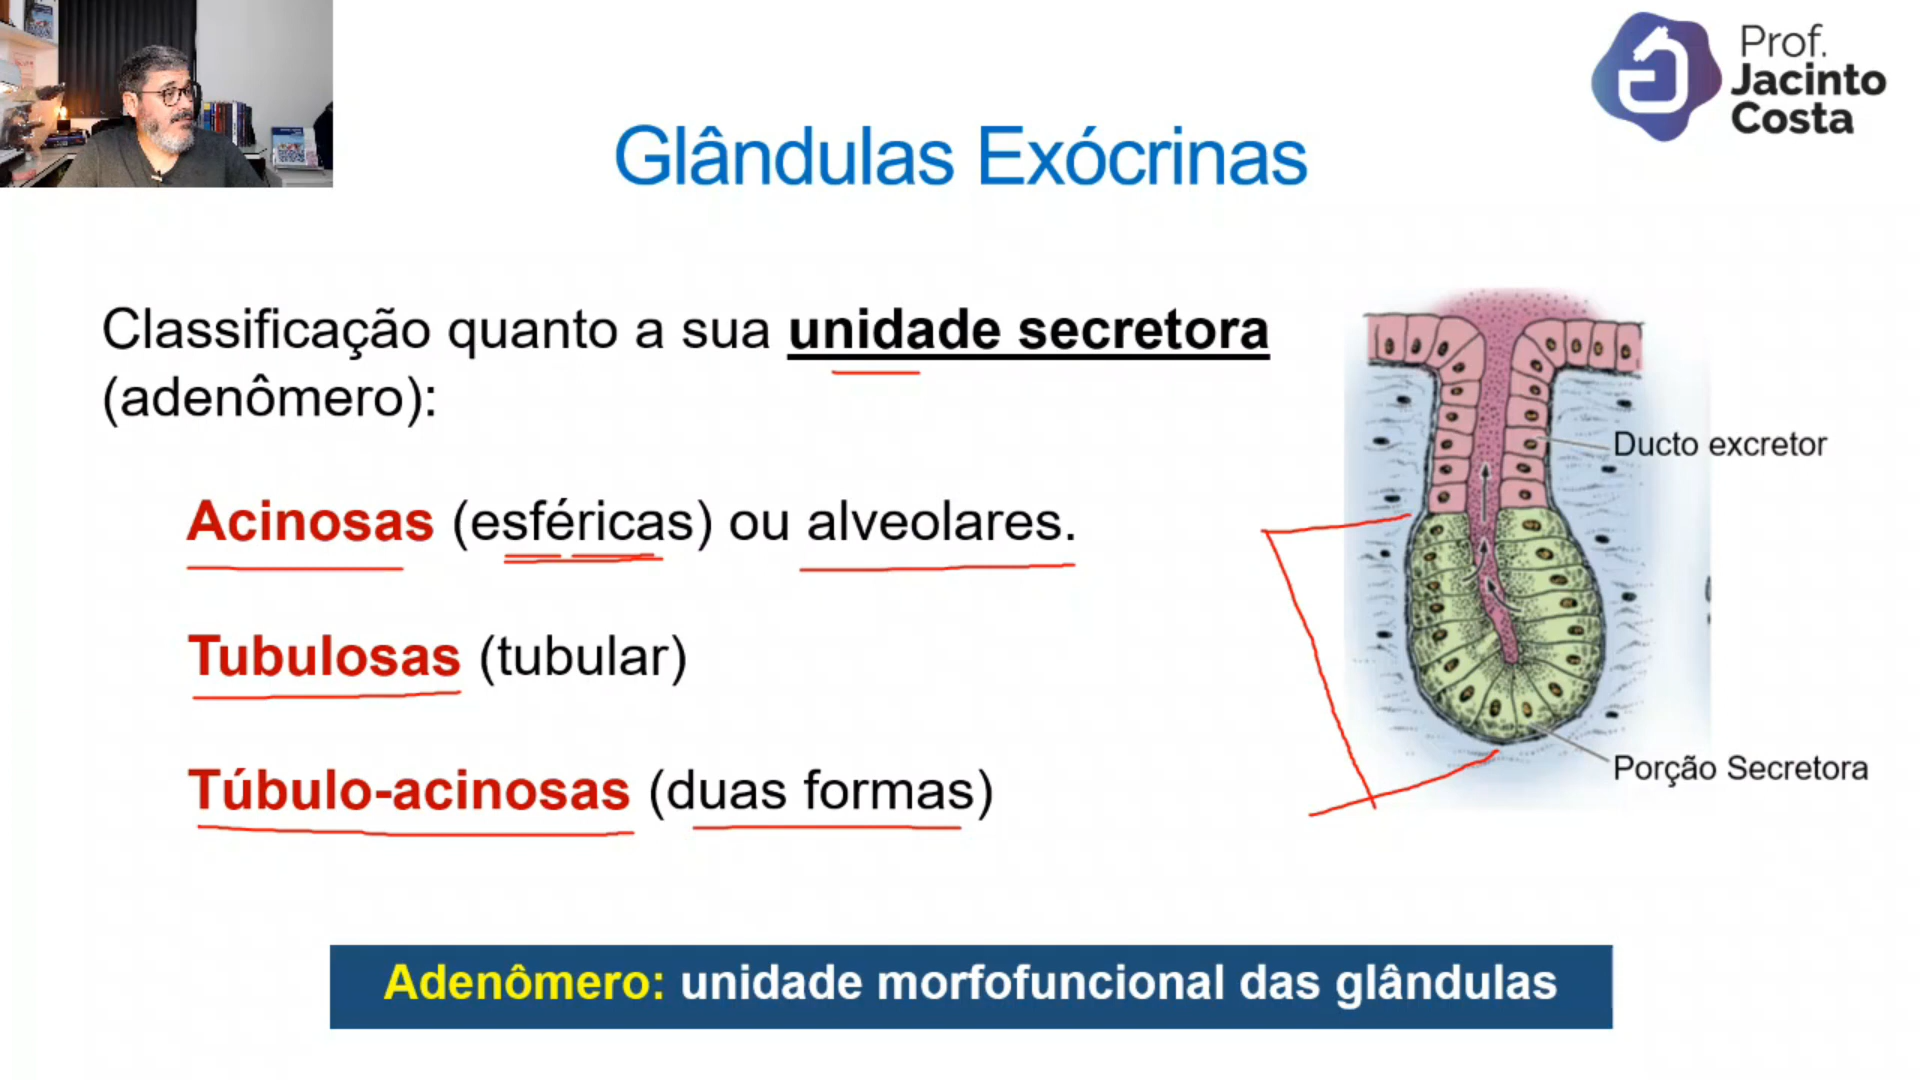 Prof.
Jacinto
Costa
Glândulas Exócrinas
Classificação quanto a sua unidade secretora
(adenômero):
Acinosas (esféricas) ou alveolares.
Tubulosas (tubular)
Túbulo-acinosas (duas formas)
Ducto excretor
Porção Secretora
Adenômero: unidade morfofuncional das glândulas